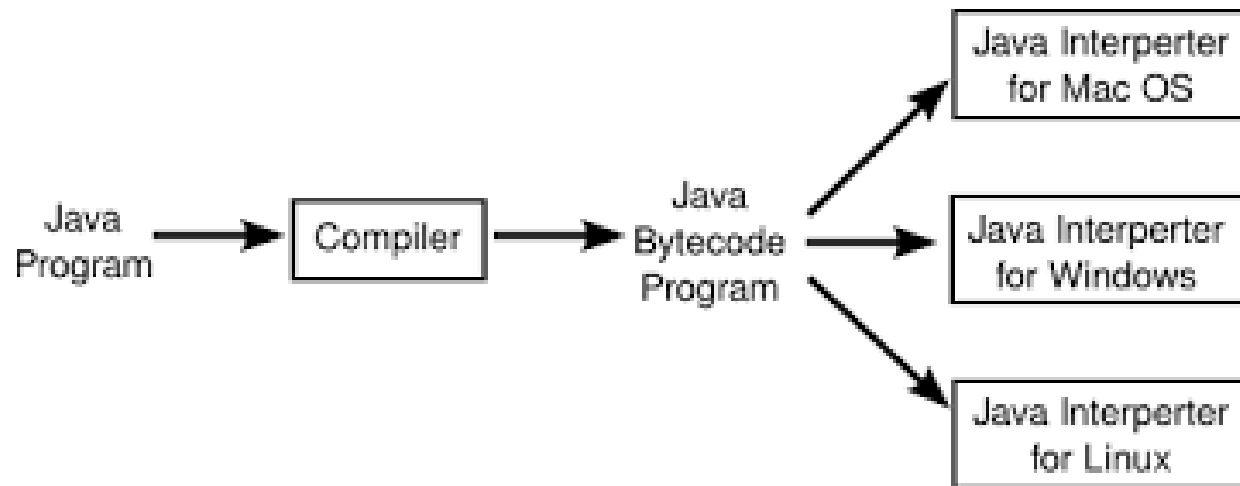 Java
Program
Compiler
Java
Bytecode
Program
Java Interperter
for Mac OS
Java Interperter
for Windows
Java Interperter
for Linux